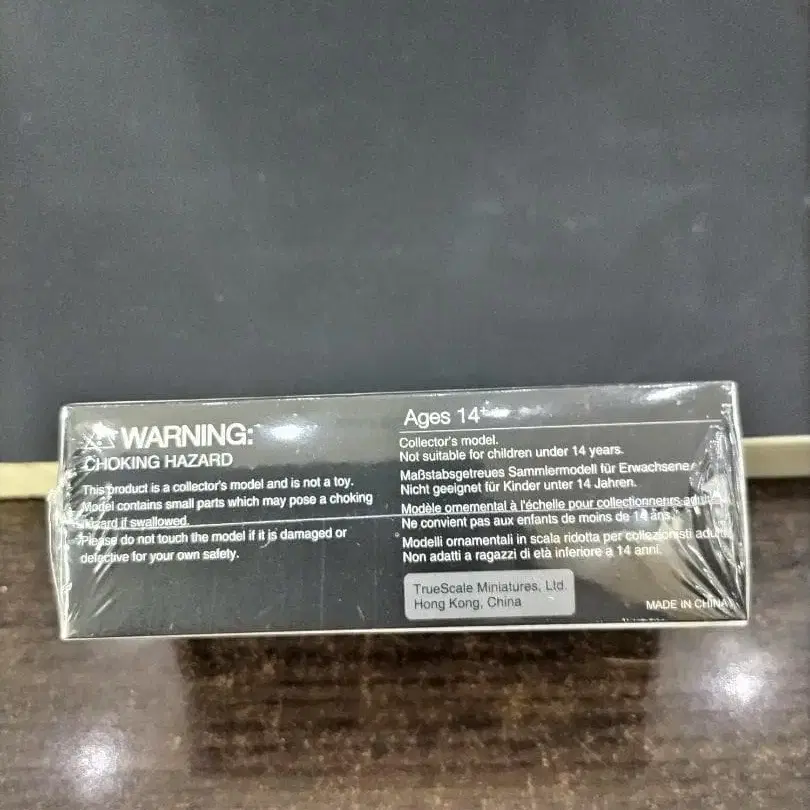 WARNING:
CHOKING HAZARD
This product is a collector's model and is not a toy.
Model contains small parts which may pose a choking
hazard if swallowed.
Please do not touch the model if it is damaged or
defective for your own safety.
Ages 14+
Collector's model.
Not suitable for children under 14 years.
Maßstabsgetreues Sammlermodell für Erwachsene.
Nicht geeignet für Kinder unter 14 Jahren.
Modèle ornemental à l'échelle pour collectionneurs
Ne convient pas aux enfants de moins de 14 ans.
Modelli ornamentali in scala ridotta per collezionisti
Non adatti a ragazzi di età inferiore a 14 anni.
TrueScale Miniatures, Ltd.
Hong Kong, China
MADE IN CHINA